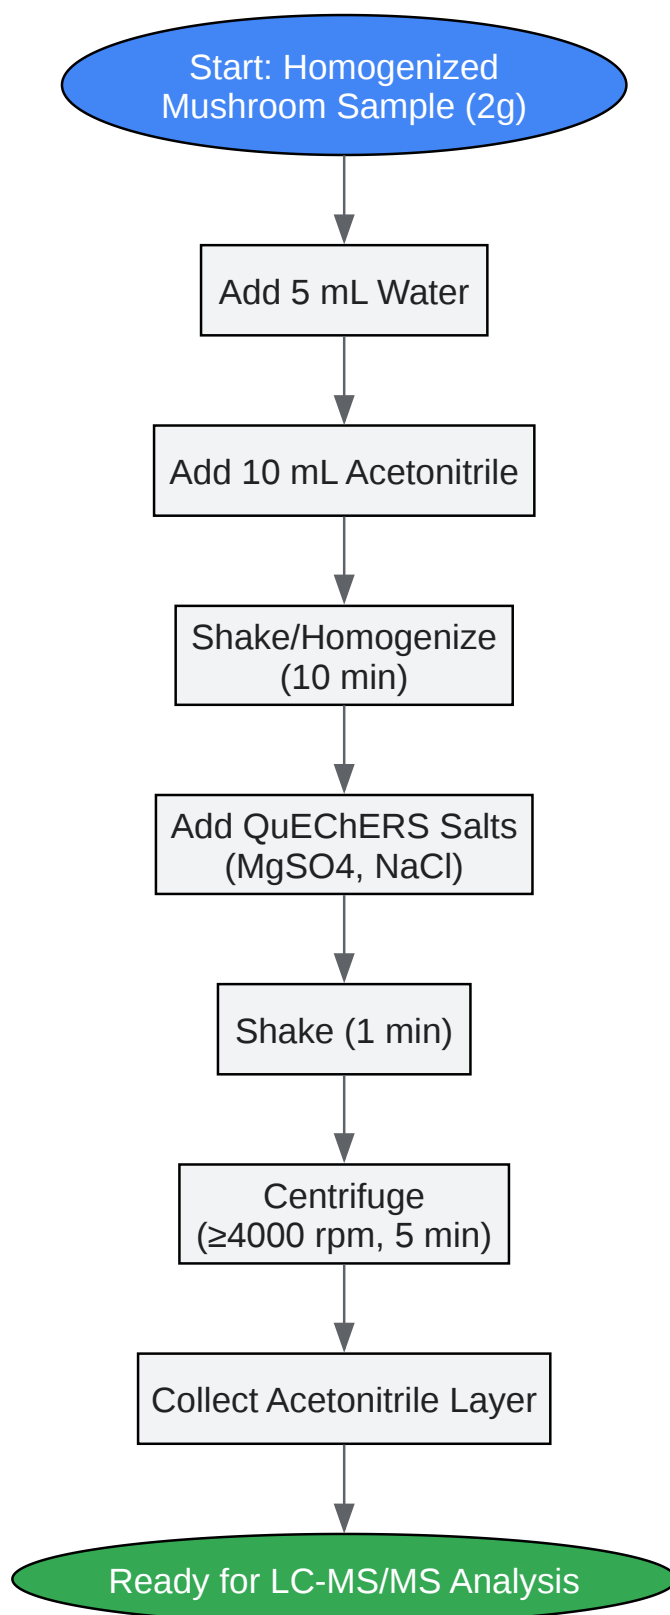 Start: Homogenized
Mushroom Sample (2g)
Add 5 mL Water
Add 10 mL Acetonitrile
Shake/Homogenize
(10 min)
Add QuEChERS Salts
(MgSO4, NaCl)
Shake (1 min)
Centrifuge
(≥4000 rpm, 5 min)
Collect Acetonitrile Layer
Ready for LC-MS/MS Analysis